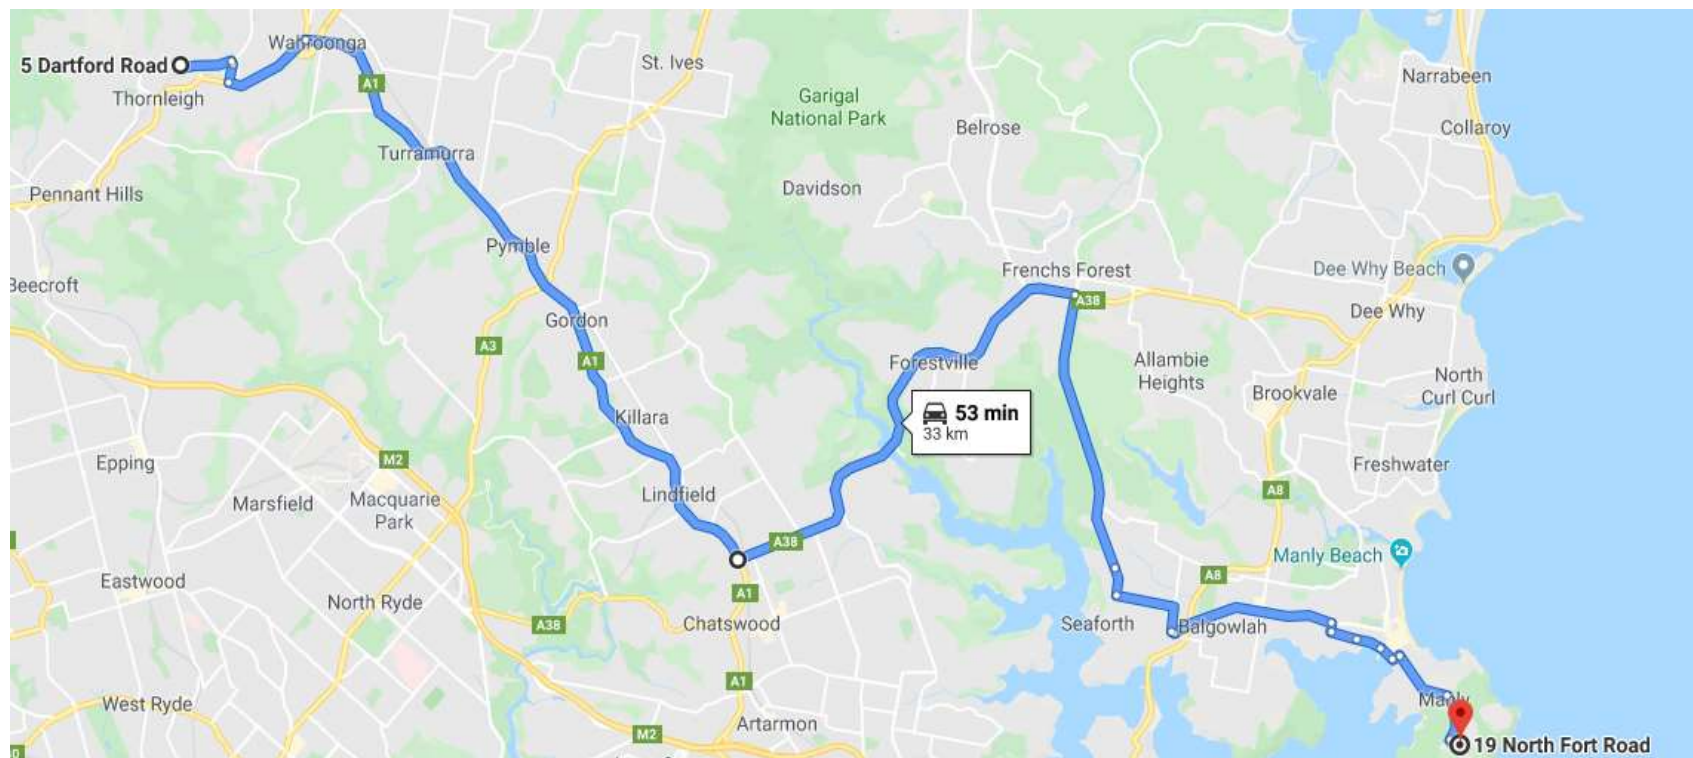 5 Dartford Road
Wahroonga
St. Ives
Narrabeen
A1
Thornleigh
Garigal
National Park
Belrose
Collaroy
Turramurra
Pennant Hills
Davidson
Pymble
Frenchs Forest
Dee Why Beach
Beecroft
A38
Dee Why
Gordon
A3
A1
Forestville
Allambie
Heights
North
Curl Curl
Brookvale
53 min
33 km
Killara
Epping
M2
Freshwater
Lindfield
A8
Marsfield
Macquarie
Park
A38
Manly Beach
Eastwood
A8
A1
North Ryde
A38
Chatswood
Seaforth
Balgowlah
A1
West Ryde
Manly
Artarmon
M2
19 North Fort Road